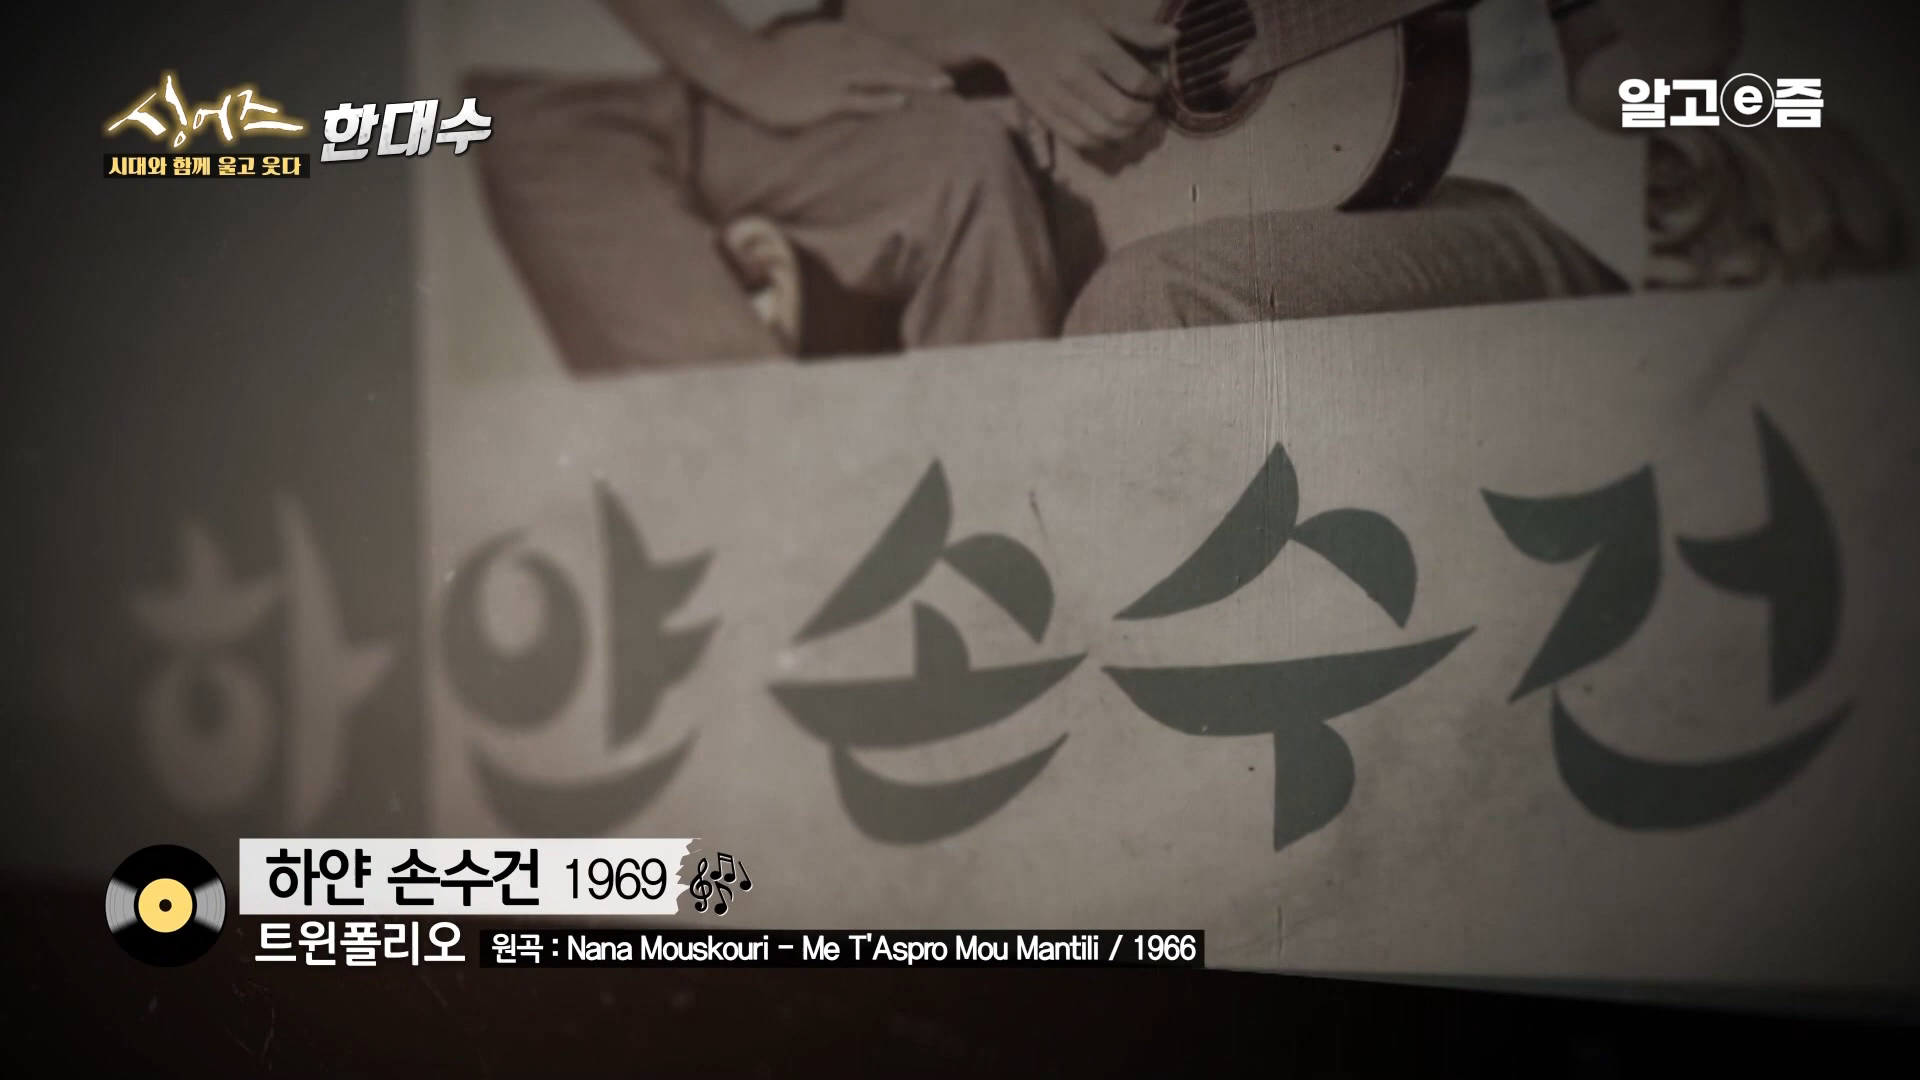 싱어즈
시대와 함께 울고 웃다
한대수
알고e즘
하얀 손수건
하얀 손수건 1969
트윈폴리오
원곡 : Nana Mouskouri - Me T'Aspro Mou Mantili / 1966